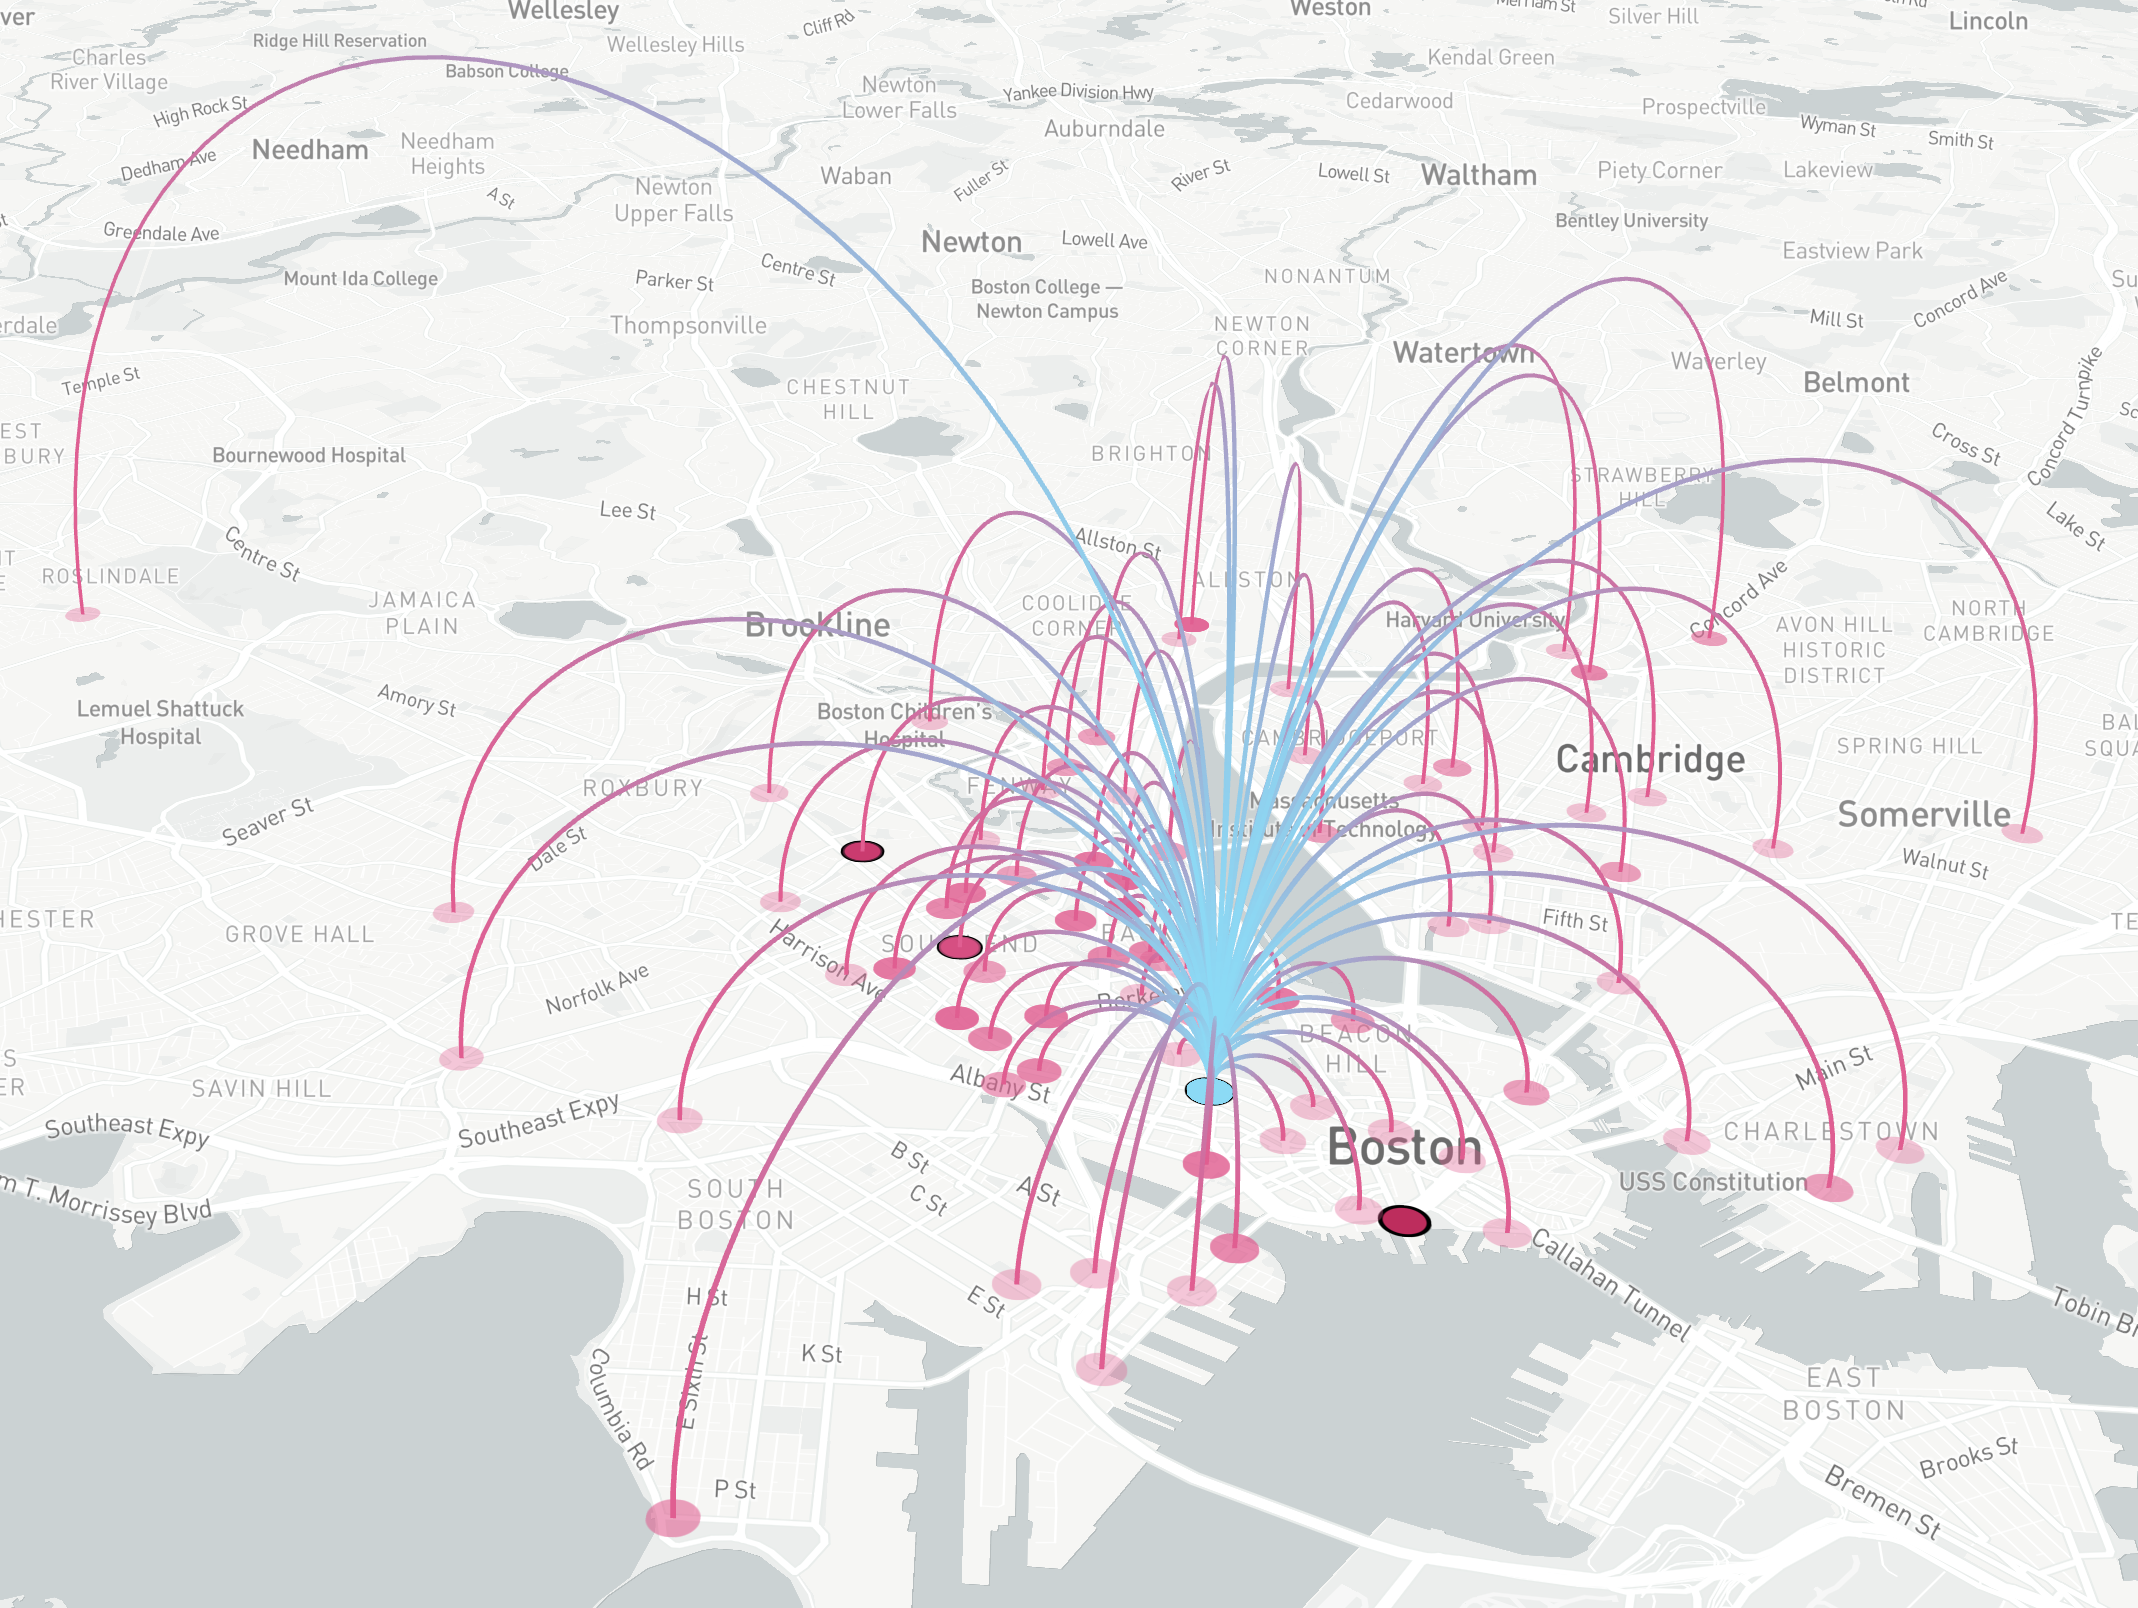 Wellesley
Weston
Silver Hill
Lincoln
Cliff Rd
Ridge Hill Reservation
Wellesley Hills
Charles
River Village
Babson College
Kendal Green
Newton
Lower Falls
Yankee Division Hwy
Cedarwood
Prospectville
High Rock St
Auburndale
Wyman St
Smith St
Needham
Needham
Heights
Dedham Ave
Waban
Fuller St
River St
Lowell St
Waltham
Piety Corner
Lakeview
A St
Newton
Upper Falls
Greendale Ave
Newton
Lowell Ave
Bentley University
Eastview Park
Mount Ida College
Parker St
Centre St
NONANTUM
Boston College —
Newton Campus
Concord Ave
Thompsonville
NEWTON
CORNER
Mill St
Watertown
Waverley
Belmont
Concord Turnpike
Temple St
CHESTNUT
HILL
Bournewood Hospital
BRIGHTON
Cross St
STRAWBERRY
HILL
Lee St
Lake St
Centre St
Allston St
ROSLINDALE
ALLSTON
Concord Ave
JAMAICA
PLAIN
COOLIDGE
CORNER
Brookline
Harvard University
NORTH
CAMBRIDGE
AVON HILL
HISTORIC
DISTRICT
Amory St
Lemuel Shattuck
Hospital
Boston Children's
Hospital
CAMBRIDGEPORT
SPRING HILL
Cambridge
ROXBURY
FENWAY
Massachusetts
Institute of Technology
Somerville
Seaver St
Dale St
Walnut St
GROVE HALL
Harrison Ave
SOUTH END
Fifth St
Norfolk Ave
Berkeley
BEACON
HILL
SAVIN HILL
Albany St
Main St
Southeast Expy
Southeast Expy
Boston
CHARLESTOWN
B St
USS Constitution
m T. Morrissey Blvd
SOUTH
BOSTON
C St
A St
Callahan Tunnel
H St
E St
Tobin
E Sixth St
K St
Columbia Rd
EAST
BOSTON
P St
Brooks St
Bremen St